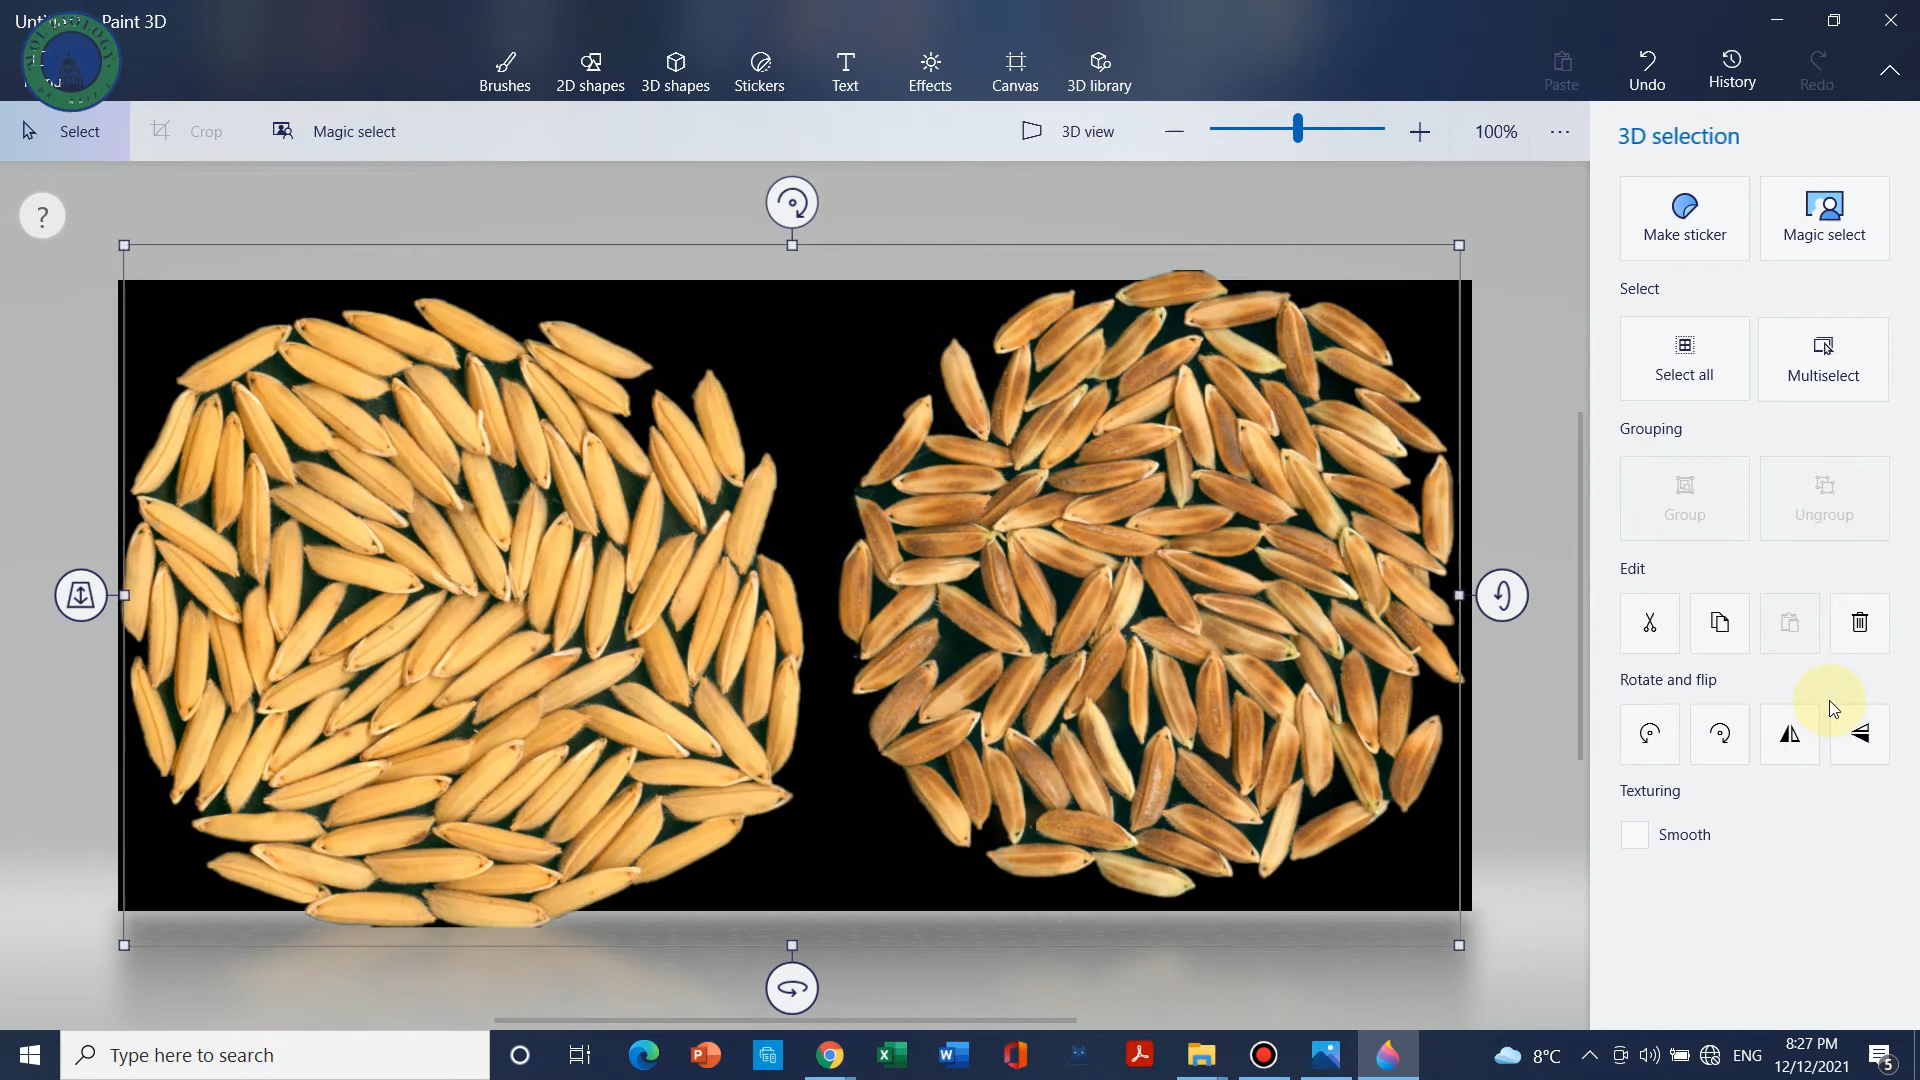 Paint 3D
Brushes
2D shapes
3D shapes
Stickers
Text
Effects
Canvas
3D library
Paste
Undo
History
Redo
Select
Crop
Magic select
3D view
100%
3D selection
?
Make sticker
Magic select
Select
Select all
Multiselect
Grouping
Group
Ungroup
Edit
Rotate and flip
Texturing
Smooth
Type here to search
8°C
ENG
8:27 PM
12/12/2021
5